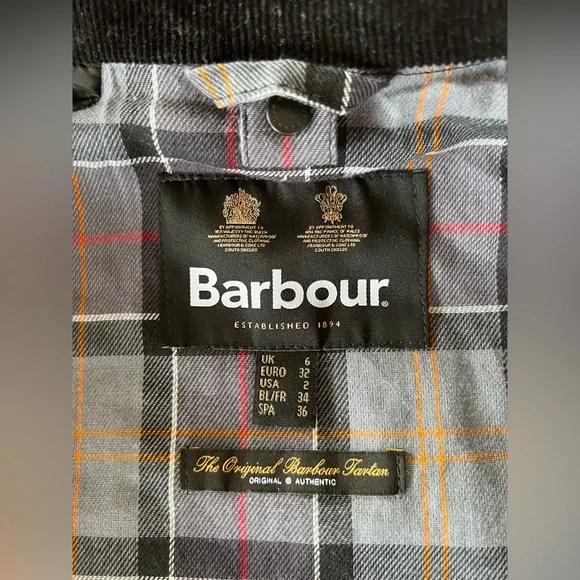 BY APPOINTMENT TO
HER MAJESTY THE QUEEN
MANUFACTURERS OF WATERPROOF
AND PROTECTIVE CLOTHING
J.BARBOUR & SONS LTD
SOUTH SHIELDS
BY APPOINTMENT TO
HRH THE PRINCE OF WALES
MANUFACTURERS OF WATERPROOF
AND PROTECTIVE CLOTHING
J.BARBOUR & SONS LTD
SOUTH SHIELDS
Barbour®
ESTABLISHED 1894
UK 6
EURO 32
USA 2
BL/FR 34
SPA 36
The Original Barbour Tartan
ORIGINAL @ AUTHENTIC